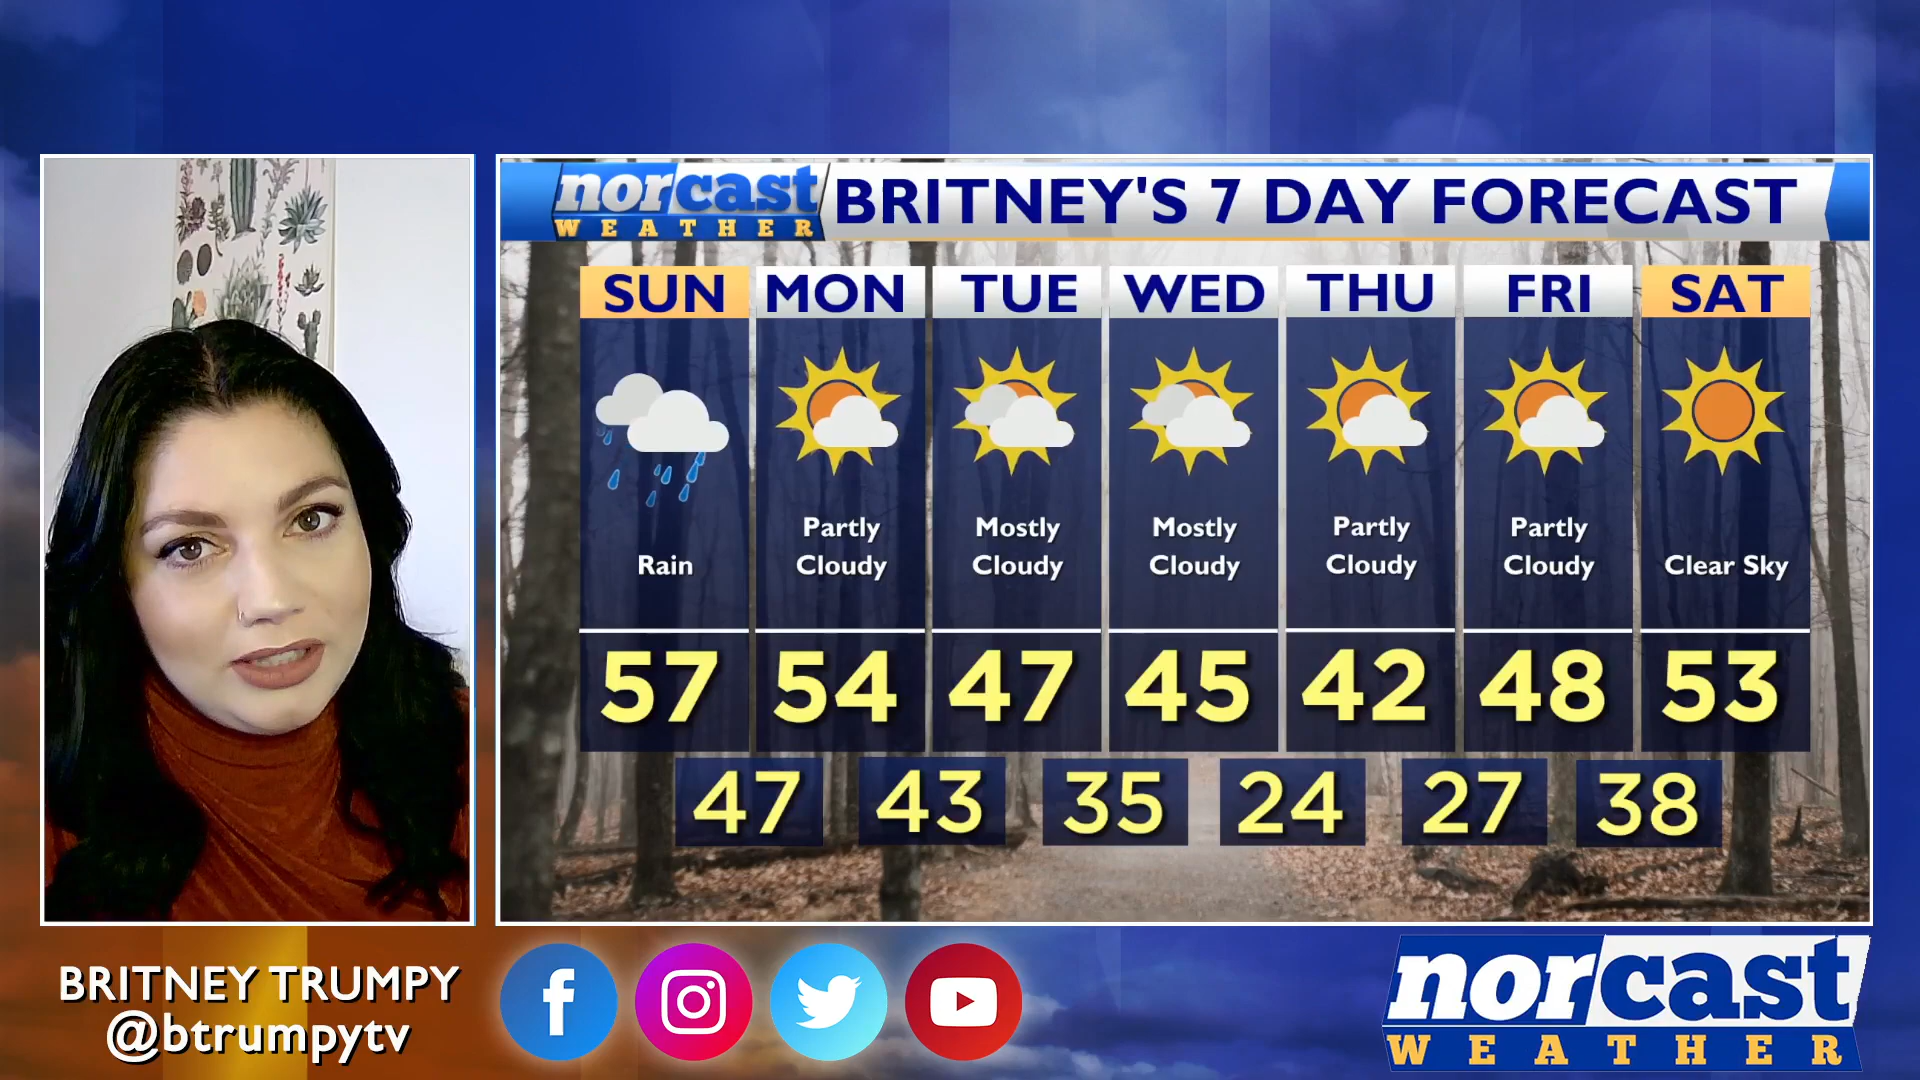 norcast
WEATHER
BRITNEY'S 7 DAY FORECAST
SUN MON TUE WED THU FRI SAT
Rain
Partly
Cloudy
Mostly
Cloudy
Mostly
Cloudy
Partly
Cloudy
Partly
Cloudy
Clear Sky
57 54 47 45 42 48 53
47 43 35 24 27 38
BRITNEY TRUMPY
@btrumpytv
f
norcast
WEATHER